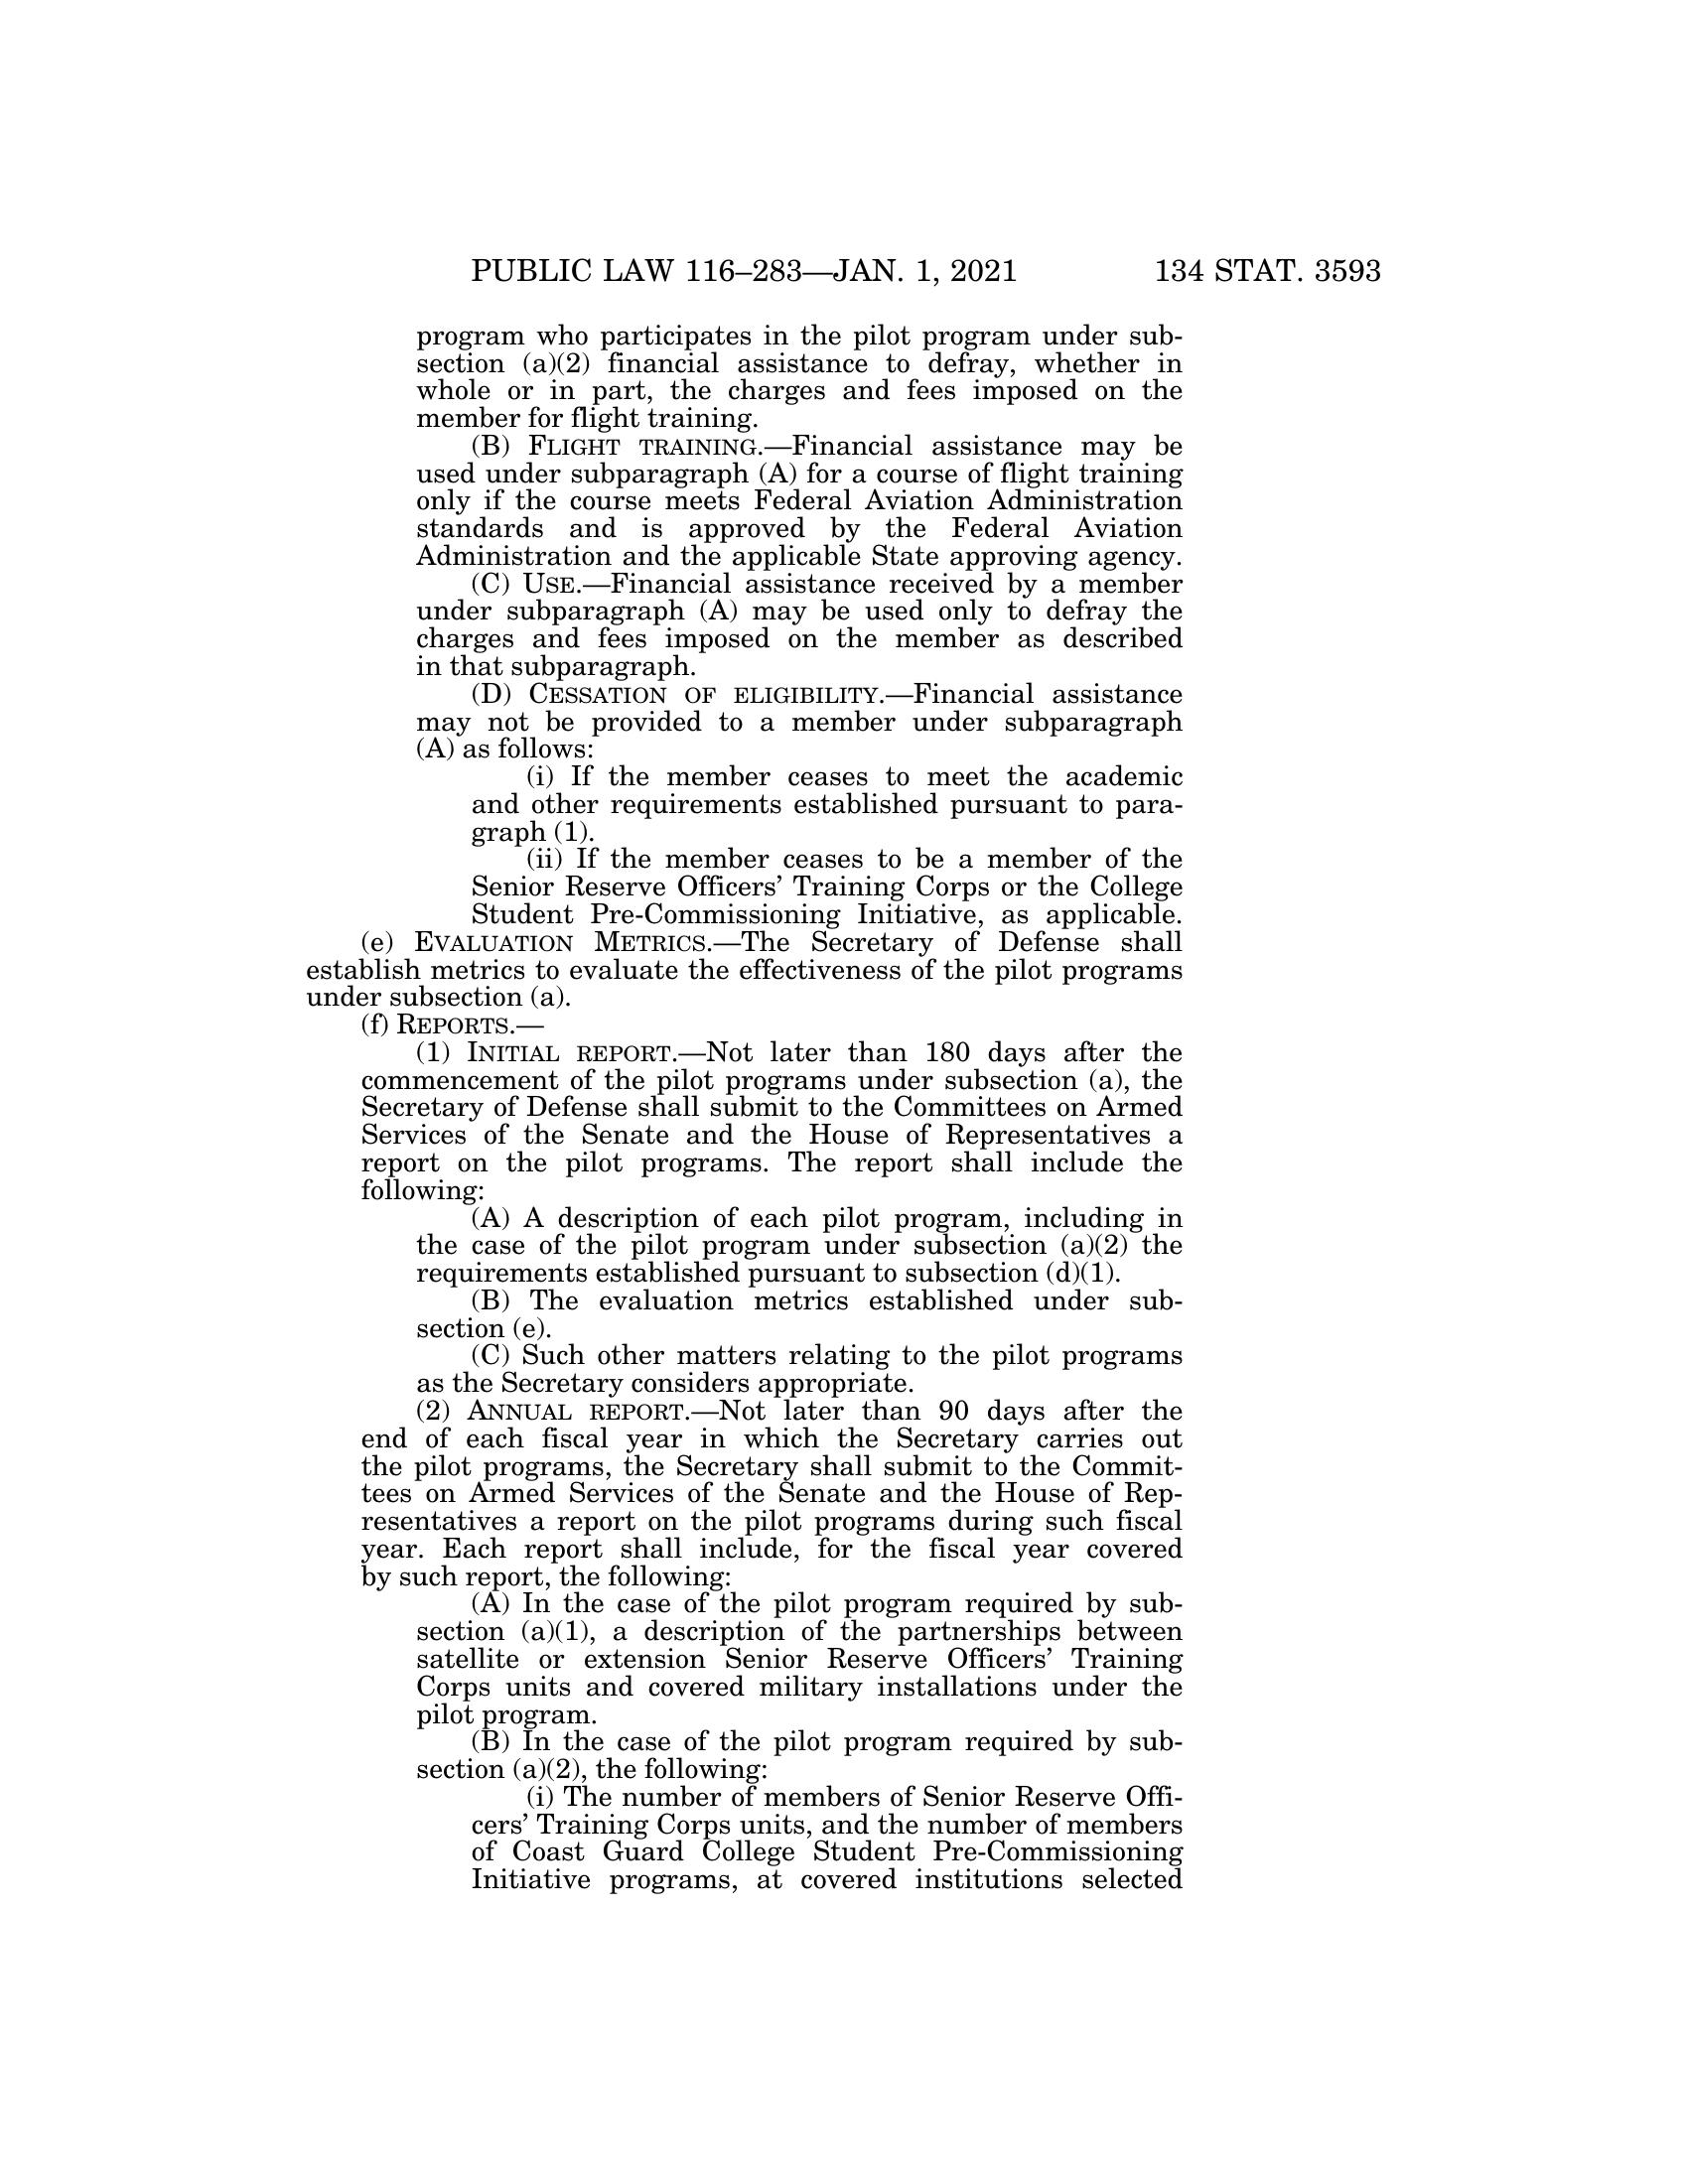 PUBLIC LAW 116–283—JAN. 1, 2021 134 STAT. 3593
program who participates in the pilot program under sub-
section (a)(2) financial assistance to defray, whether in
whole or in part, the charges and fees imposed on the
member for flight training.
(B) FLIGHT TRAINING.—Financial assistance may be
used under subparagraph (A) for a course of flight training
only if the course meets Federal Aviation Administration
standards and is approved by the Federal Aviation
Administration and the applicable State approving agency.
(C) USE.—Financial assistance received by a member
under subparagraph (A) may be used only to defray the
charges and fees imposed on the member as described
in that subparagraph.
(D) CESSATION OF ELIGIBILITY.—Financial assistance
may not be provided to a member under subparagraph
(A) as follows:
(i) If the member ceases to meet the academic
and other requirements established pursuant to para-
graph (1).
(ii) If the member ceases to be a member of the
Senior Reserve Officers’ Training Corps or the College
Student Pre-Commissioning Initiative, as applicable.
(e) EVALUATION METRICS.—The Secretary of Defense shall
establish metrics to evaluate the effectiveness of the pilot programs
under subsection (a).
(f) REPORTS.—
(1) INITIAL REPORT.—Not later than 180 days after the
commencement of the pilot programs under subsection (a), the
Secretary of Defense shall submit to the Committees on Armed
Services of the Senate and the House of Representatives a
report on the pilot programs. The report shall include the
following:
(A) A description of each pilot program, including in
the case of the pilot program under subsection (a)(2) the
requirements established pursuant to subsection (d)(1).
(B) The evaluation metrics established under sub-
section (e).
(C) Such other matters relating to the pilot programs
as the Secretary considers appropriate.
(2) ANNUAL REPORT.—Not later than 90 days after the
end of each fiscal year in which the Secretary carries out
the pilot programs, the Secretary shall submit to the Commit-
tees on Armed Services of the Senate and the House of Rep-
resentatives a report on the pilot programs during such fiscal
year. Each report shall include, for the fiscal year covered
by such report, the following:
(A) In the case of the pilot program required by sub-
section (a)(1), a description of the partnerships between
satellite or extension Senior Reserve Officers’ Training
Corps units and covered military installations under the
pilot program.
(B) In the case of the pilot program required by sub-
section (a)(2), the following:
(i) The number of members of Senior Reserve Offi-
cers’ Training Corps units, and the number of members
of Coast Guard College Student Pre-Commissioning
Initiative programs, at covered institutions selected